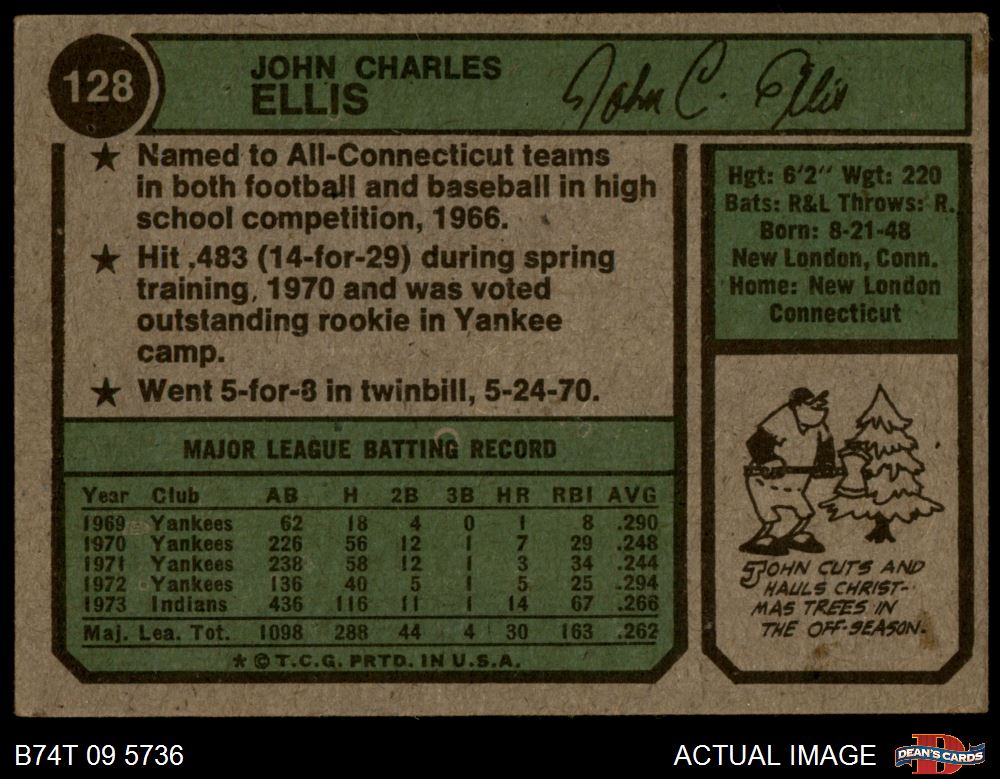 128
JOHN CHARLES
ELLIS
John C. Ellis
★ Named to All-Connecticut teams
in both football and baseball in high
school competition, 1966.
★ Hit .483 (14-for-29) during spring
training, 1970 and was voted
outstanding rookie in Yankee
camp.
★ Went 5-for-8 in twinbill, 5-24-70.
Hgt: 6'2" Wgt: 220
Bats: R&L Throws: R.
Born: 8-21-48
New London, Conn.
Home: New London
Connecticut
MAJOR LEAGUE BATTING RECORD
Year Club AB H 2B 3B HR RBI AVG
1969 Yankees 62 18 4 0 1 8 .290
1970 Yankees 226 56 12 1 7 29 .248
1971 Yankees 238 58 12 1 3 34 .244
1972 Yankees 136 40 5 1 5 25 .294
1973 Indians 436 116 11 1 14 67 .266
Maj. Lea. Tot. 1098 288 44 4 30 163 .262
* © T.C.G. PRTD. IN U.S.A.
JOHN CUTS AND
HAULS CHRIST-
MAS TREES IN
THE OFF-SEASON.
B74T 09 5736
ACTUAL IMAGE
DEAN'S CARDS